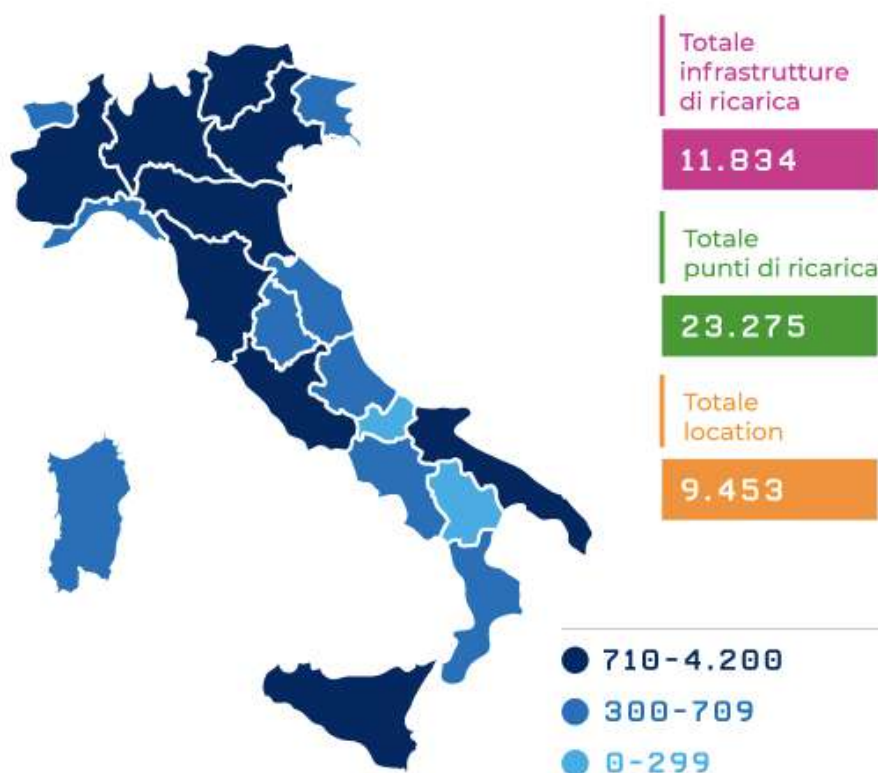 Totale
infrastrutture
di ricarica
11.834
Totale
punti di ricarica
23.275
Totale
location
9.453
710-4.200
300-709
0-299